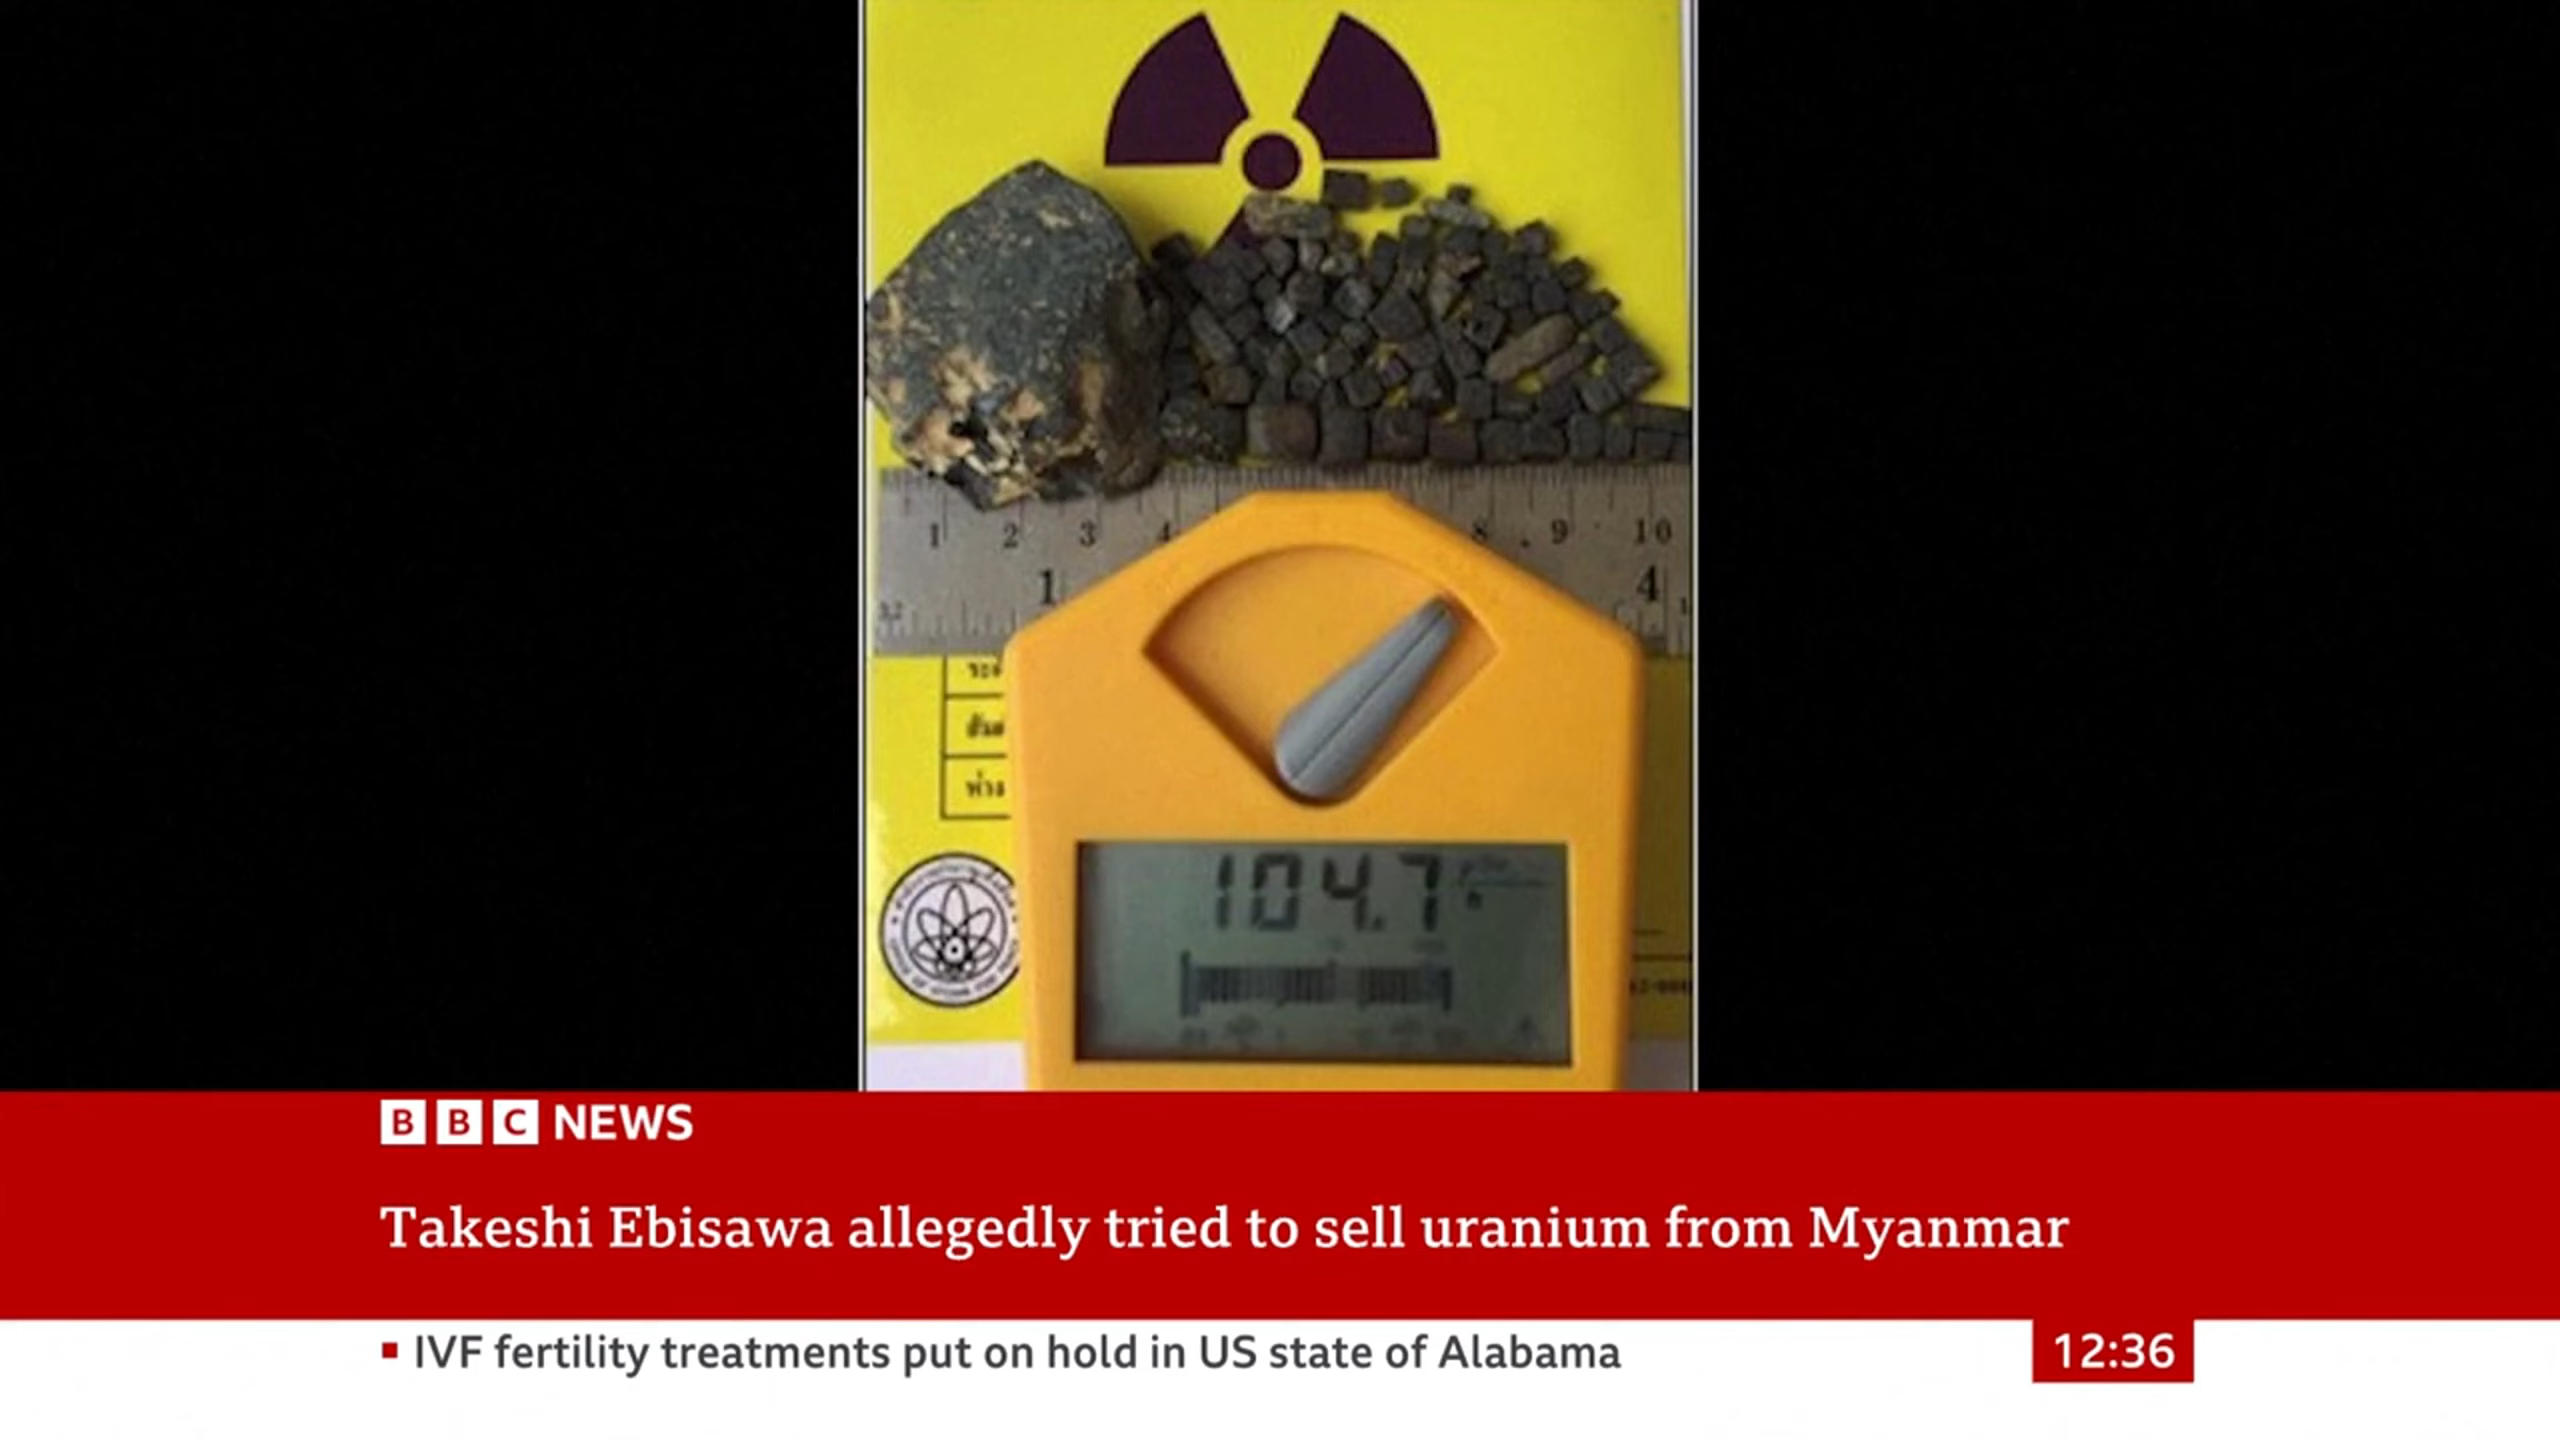 1 2 3 4 8 9 10
1 4
104.7
BBC NEWS
Takeshi Ebisawa allegedly tried to sell uranium from Myanmar
IVF fertility treatments put on hold in US state of Alabama
12:36